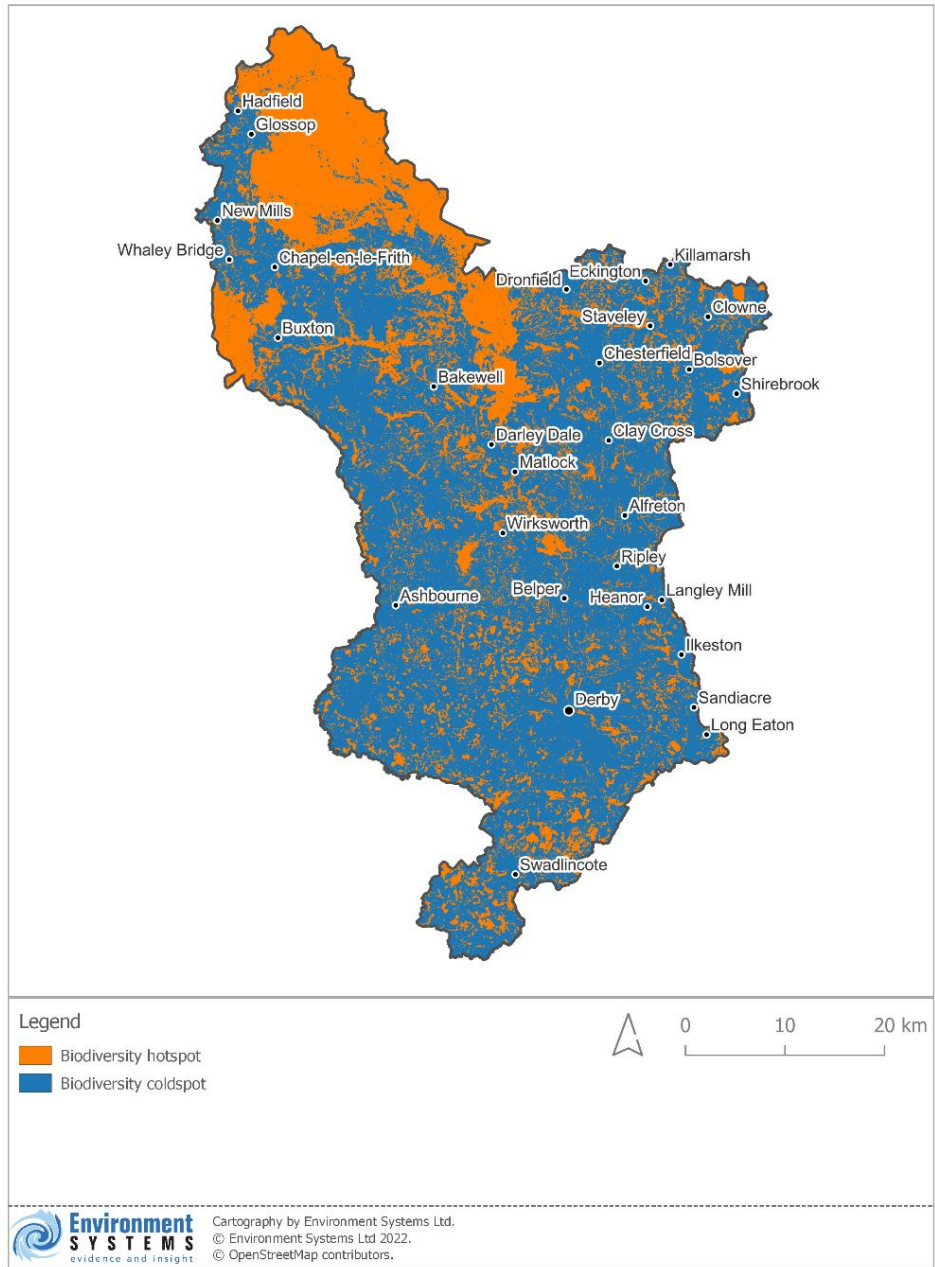 Hadfield
Glossop
New Mills
Whaley Bridge
Chapel-en-le-Frith
Killamarsh
Eckington
Dronfield
Clowne
Staveley
Buxton
Chesterfield
Bolsover
Bakewell
Shirebrook
Darley Dale
Clay Cross
Matlock
Alfreton
Wirksworth
Ripley
Ashbourne
Belper
Heanor
Langley Mill
Ilkeston
Derby
Sandiacre
Long Eaton
Swadlincote
Legend
0 10 20 km
Biodiversity hotspot
Biodiversity coldspot
Environment
SYSTEMS
evidence and insight
Cartography by Environment Systems Ltd.
© Environment Systems Ltd 2022.
© OpenStreetMap contributors.